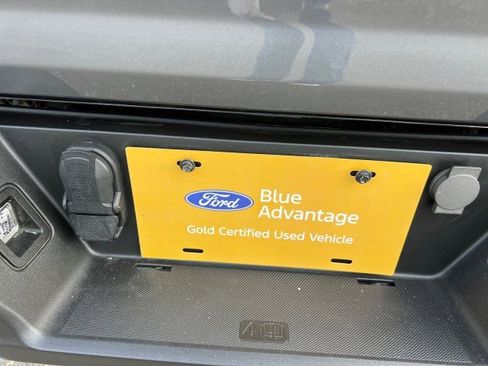 Ford
Blue
Advantage
Gold Certified Used Vehicle